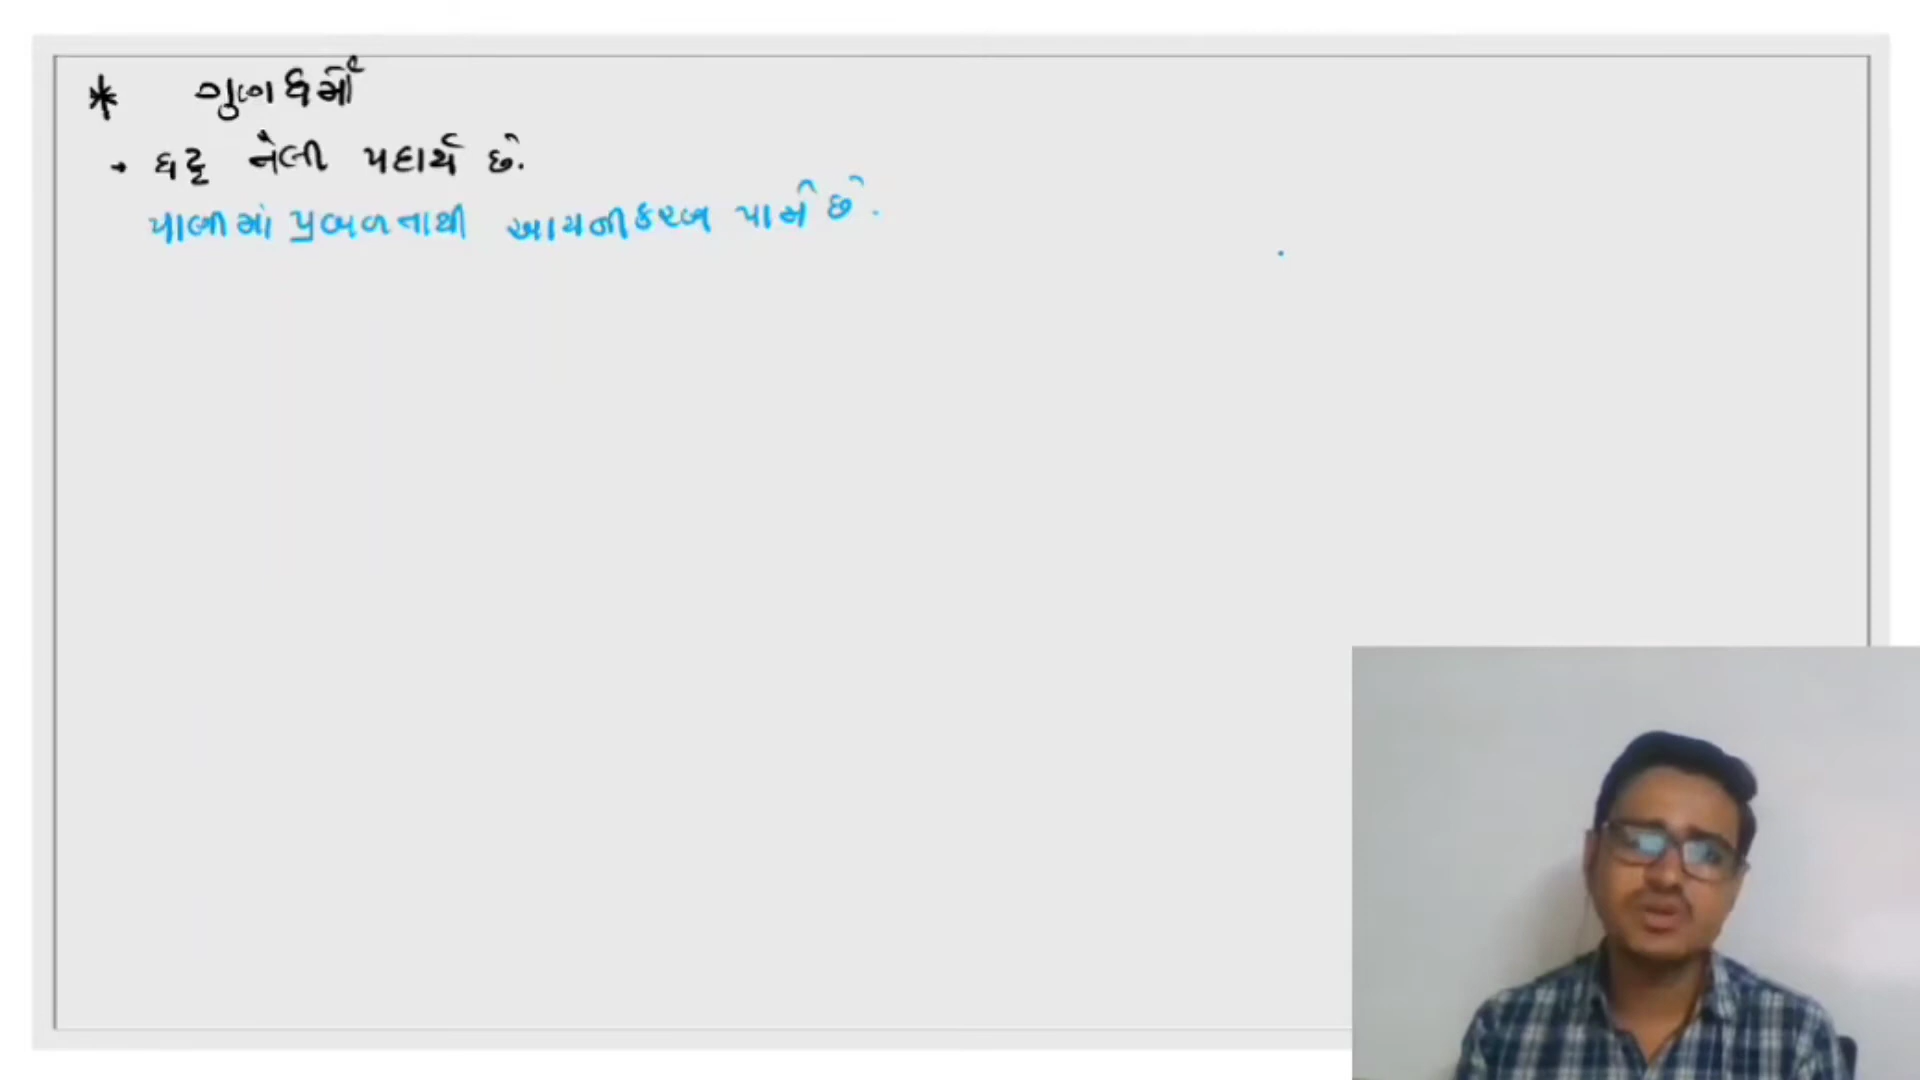 * ગુણધર્મો
→ ઘટ્ટ તૈલી પદાર્થ છે.
પાણીમાં પ્રબળતાથી આયનીકરણ પામે છે.